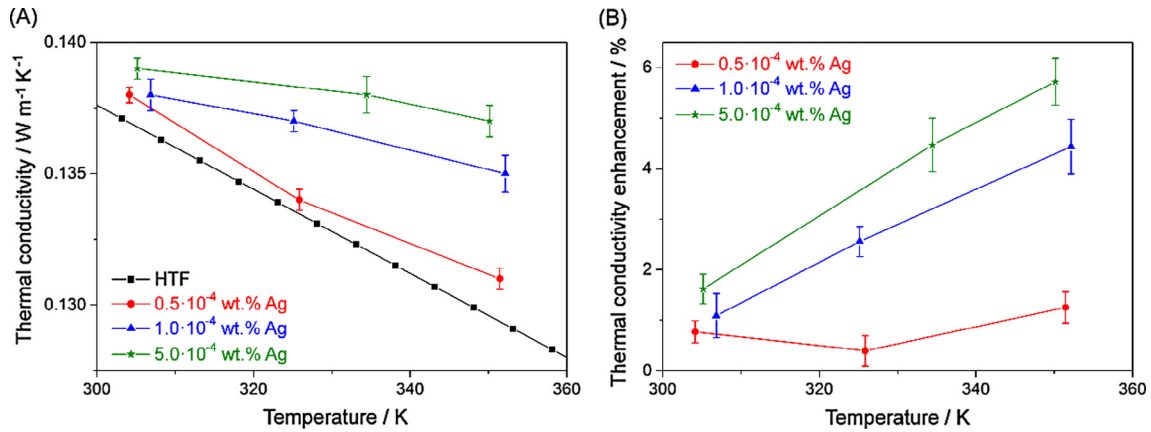 (A)
Thermal conducitvity / W m⁻¹ K⁻¹
0.140
0.135
0.130
HTF
0.5·10⁻⁴ wt.% Ag
1.0·10⁻⁴ wt.% Ag
5.0·10⁻⁴ wt.% Ag
300
320
340
360
Temperature / K
(B)
Thermal conductivity enhancement / %
6
4
2
0
0.5·10⁻⁴ wt.% Ag
1.0·10⁻⁴ wt.% Ag
5.0·10⁻⁴ wt.% Ag
300
320
340
360
Temperature / K